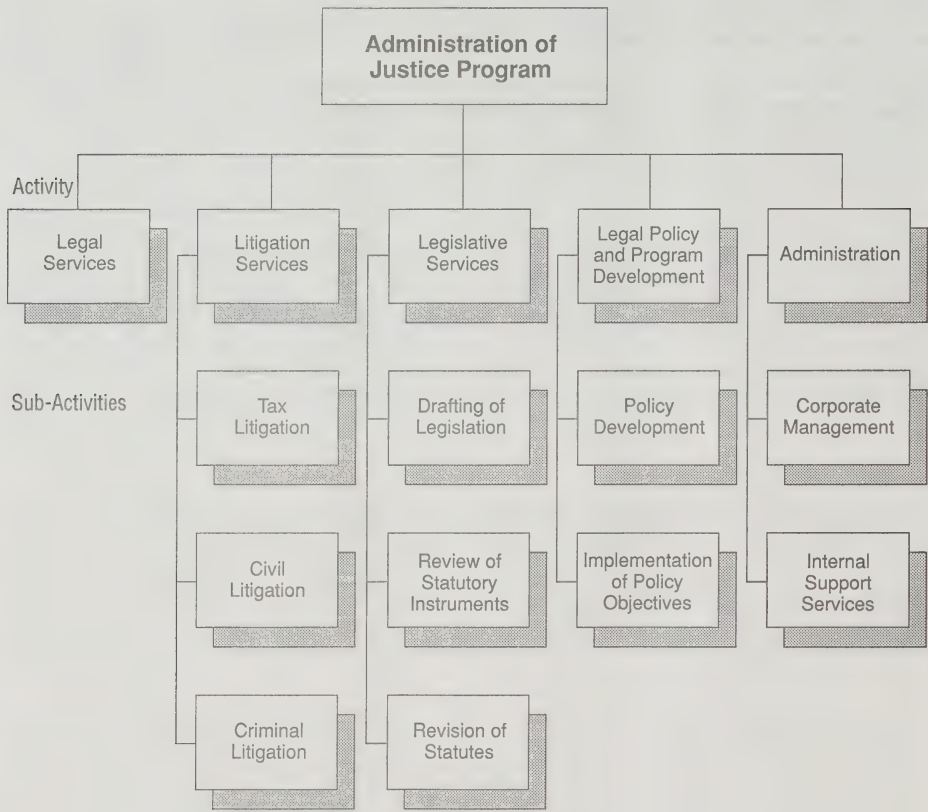 Administration of
Justice Program
Activity
Legal
Services
Litigation
Services
Legislative
Services
Legal Policy
and Program
Development
Administration
Sub-Activities
Tax
Litigation
Drafting of
Legislation
Policy
Development
Corporate
Management
Civil
Litigation
Review of
Statutory
Instruments
Implementation
of Policy
Objectives
Internal
Support
Services
Criminal
Litigation
Revision of
Statutes